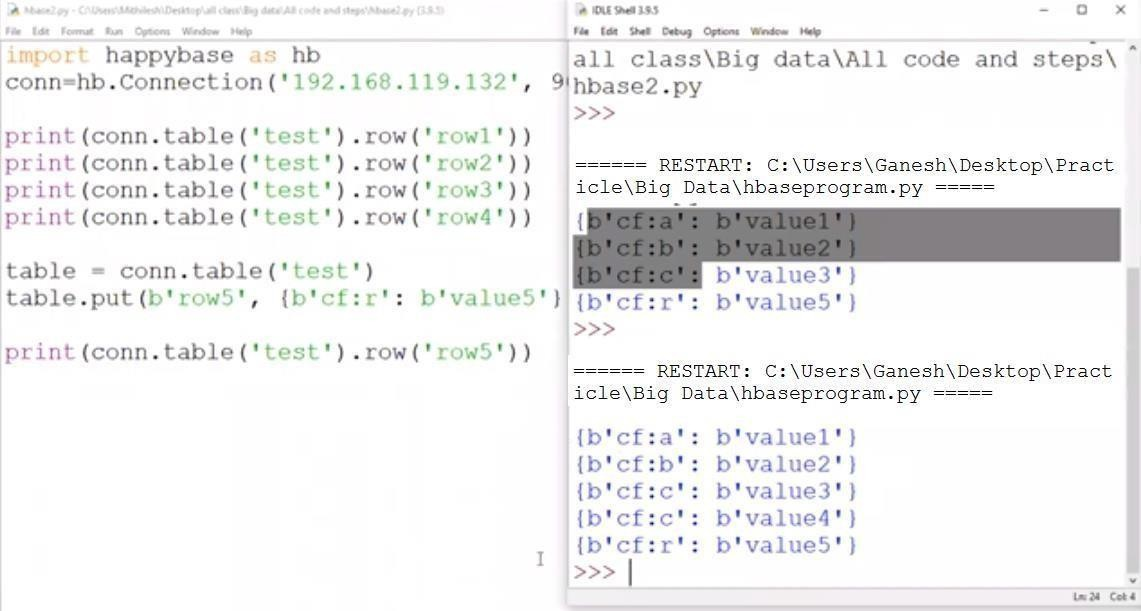 hbase2.py - C:\Users\Mithilesh\Desktop\all class\Big data\All code and steps\hbase2.py (3.9.5)
File Edit Format Run Options Window Help
import happybase as hb
conn=hb.Connection('192.168.119.132', 9
print(conn.table('test').row('row1'))
print(conn.table('test').row('row2'))
print(conn.table('test').row('row3'))
print(conn.table('test').row('row4'))
table = conn.table('test')
table.put(b'row5', {b'cf:r': b'value5'}
print(conn.table('test').row('row5'))
IDLE Shell 3.9.5
File Edit Shell Debug Options Window Help
all class\Big data\All code and steps\
hbase2.py
>>>
====== RESTART: C:\Users\Ganesh\Desktop\Pract
icle\Big Data\hbaseprogram.py =====
{b'cf:a': b'value1'}
{b'cf:b': b'value2'}
{b'cf:c': b'value3'}
{b'cf:r': b'value5'}
>>>
====== RESTART: C:\Users\Ganesh\Desktop\Pract
icle\Big Data\hbaseprogram.py =====
{b'cf:a': b'value1'}
{b'cf:b': b'value2'}
{b'cf:c': b'value3'}
{b'cf:c': b'value4'}
{b'cf:r': b'value5'}
>>>
Ln: 24 Col: 4